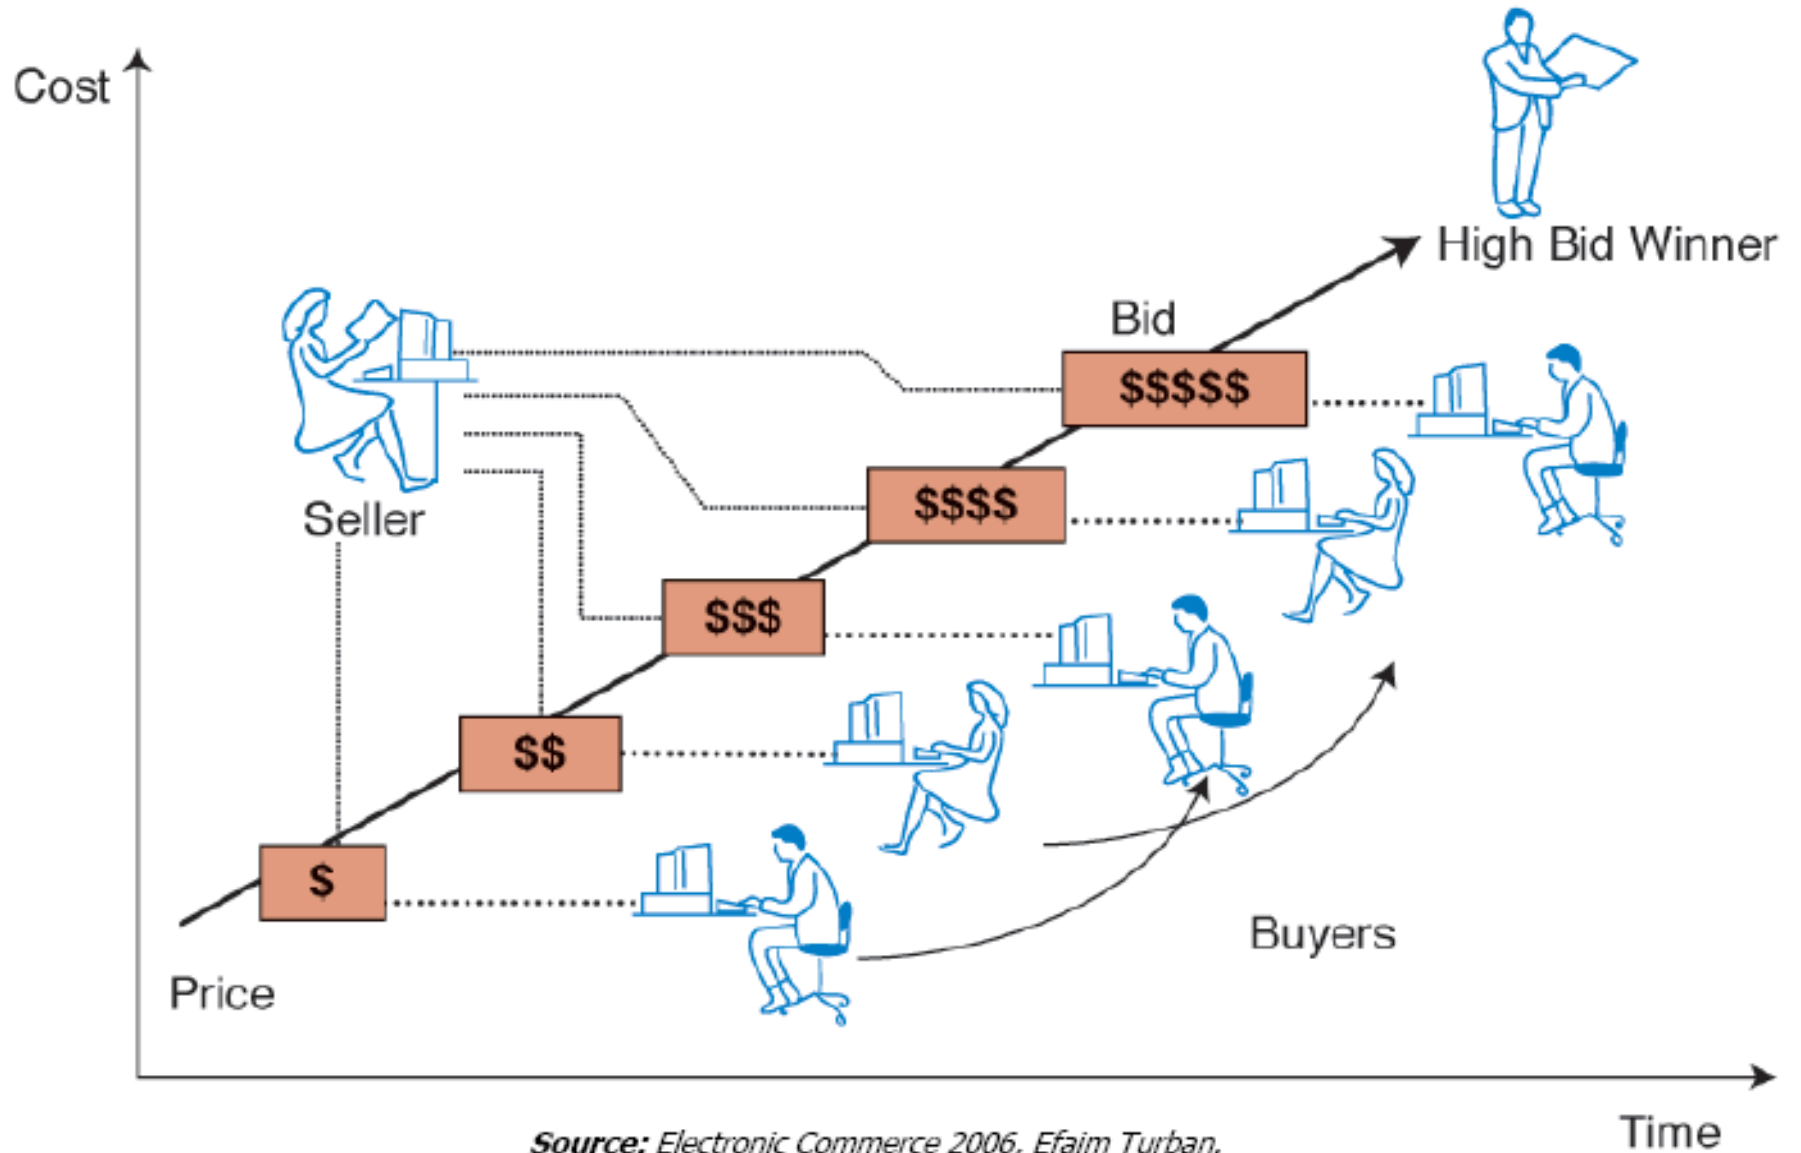 Cost
High Bid Winner
Bid
$$$$$
$$$$
Seller
$$$
$$
$
Buyers
Price
Time
Source: Electronic Commerce 2006, Efaim Turban,